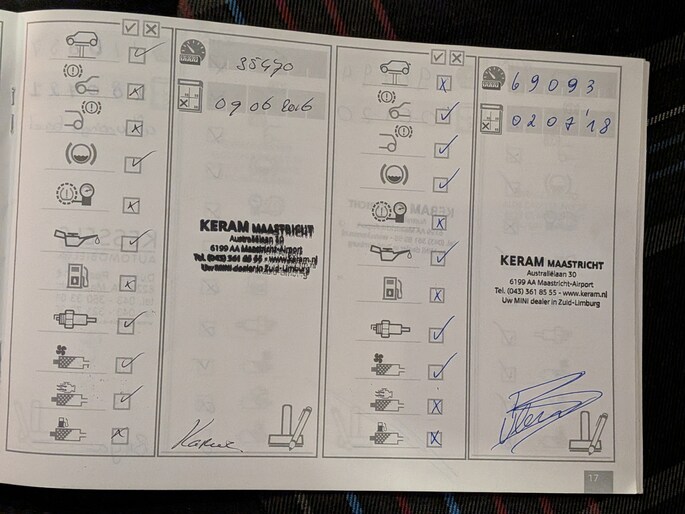 35470
09 06 2016
KERAM MAASTRICHT
Australiëlaan 30
6199 AA Maastricht-Airport
Tel. (043) 361 85 55 - www.keram.nl
Uw MINI dealer in Zuid-Limburg
69093
02 07 '18
KERAM MAASTRICHT
Australiëlaan 30
6199 AA Maastricht-Airport
Tel. (043) 361 85 55 - www.keram.nl
Uw MINI dealer in Zuid-Limburg
17